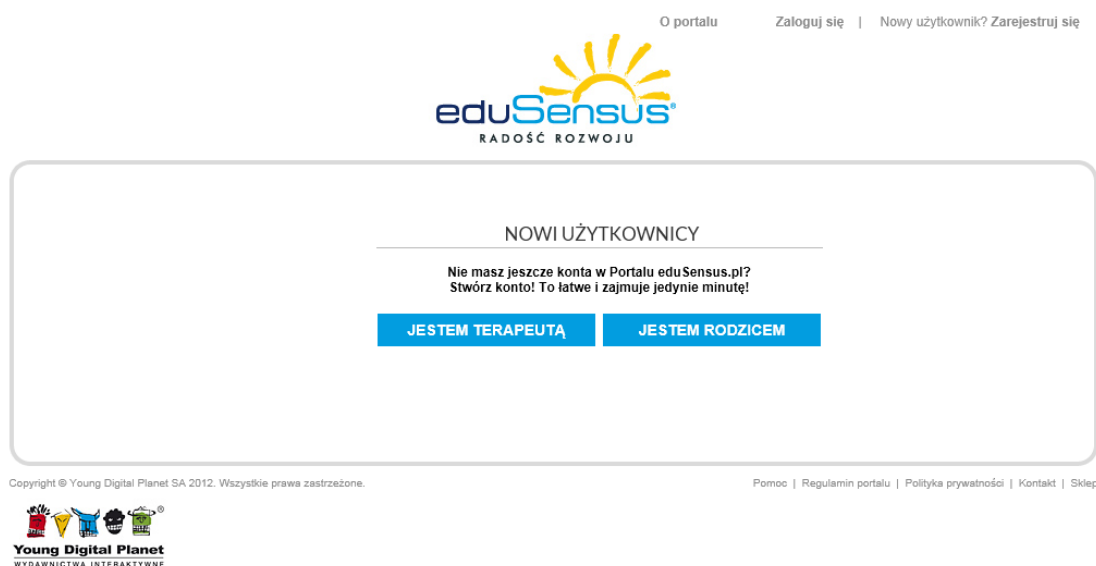 O portalu Zaloguj się | Nowy użytkownik? Zarejestruj się
eduSensus®
RADOŚĆ ROZWOJU
NOWI UŻYTKOWNICY
Nie masz jeszcze konta w Portalu eduSensus.pl?
Stwórz konto! To łatwe i zajmuje jedynie minutę!
JESTEM TERAPEUTĄ JESTEM RODZICEM
Copyright © Young Digital Planet SA 2012. Wszystkie prawa zastrzeżone. Pomoc | Regulamin portalu | Polityka prywatności | Kontakt | Sklep
®
Young Digital Planet
WYDAWNICTWA INTERAKTYWNE